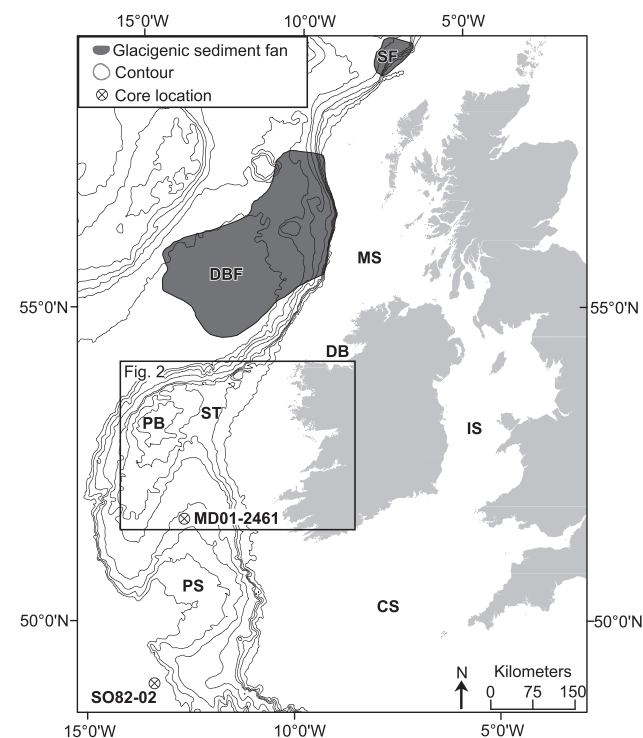 15°0'W 10°0'W 5°0'W
Glacigenic sediment fan
Contour
Core location
SF
MS
DBF
55°0'N 55°0'N
DB
Fig. 2
ST
PB
IS
MD01-2461
PS
CS
50°0'N 50°0'N
N Kilometers
SO82-02
0 75 150
15°0'W 10°0'W 5°0'W